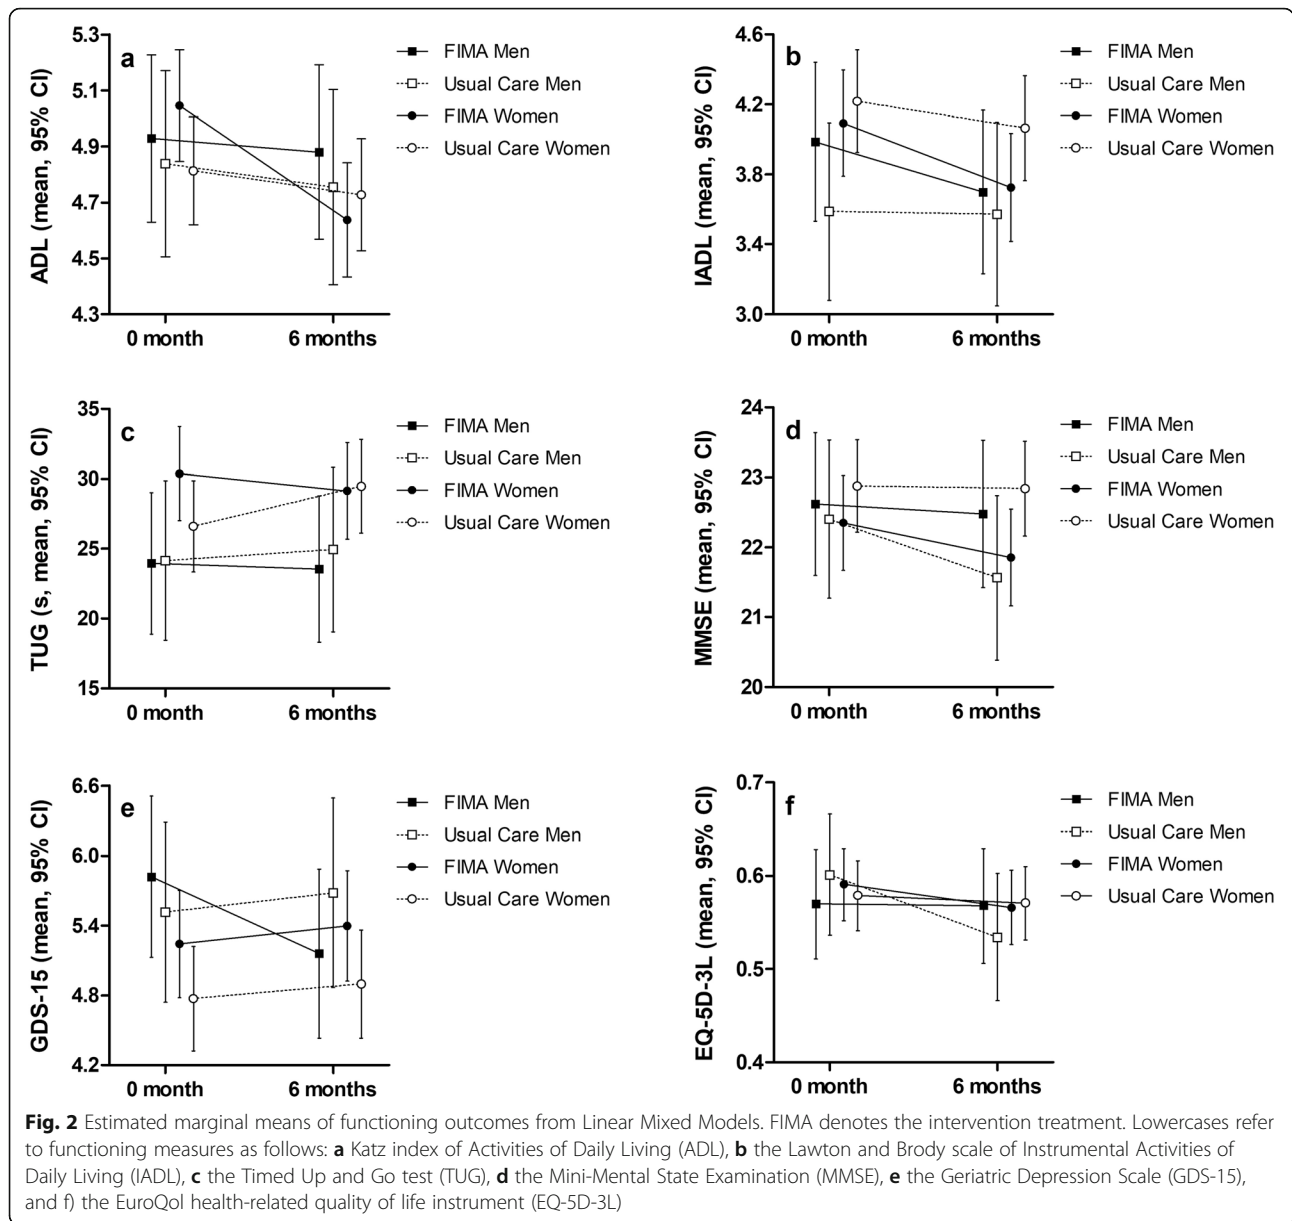 5.3
5.1
4.9
4.7
4.5
4.3
ADL (mean, 95% CI)
a
0 month 6 months
FIMA Men
Usual Care Men
FIMA Women
Usual Care Women
4.6
4.2
3.8
3.4
3.0
IADL (mean, 95% CI)
b
0 month 6 months
FIMA Men
Usual Care Men
FIMA Women
Usual Care Women
35
30
25
20
15
TUG (s, mean, 95% CI)
c
0 month 6 months
FIMA Men
Usual Care Men
FIMA Women
Usual Care Women
24
23
22
21
20
MMSE (mean, 95% CI)
d
0 month 6 months
FIMA Men
Usual Care Men
FIMA Women
Usual Care Women
6.6
6.0
5.4
4.8
4.2
GDS-15 (mean, 95% CI)
e
0 month 6 months
FIMA Men
Usual Care Men
FIMA Women
Usual Care Women
0.7
0.6
0.5
0.4
EQ-5D-3L (mean, 95% CI)
f
0 month 6 months
FIMA Men
Usual Care Men
FIMA Women
Usual Care Women
Fig. 2 Estimated marginal means of functioning outcomes from Linear Mixed Models. FIMA denotes the intervention treatment. Lowercases refer
to functioning measures as follows: a Katz index of Activities of Daily Living (ADL), b the Lawton and Brody scale of Instrumental Activities of
Daily Living (IADL), c the Timed Up and Go test (TUG), d the Mini-Mental State Examination (MMSE), e the Geriatric Depression Scale (GDS-15),
and f) the EuroQol health-related quality of life instrument (EQ-5D-3L)